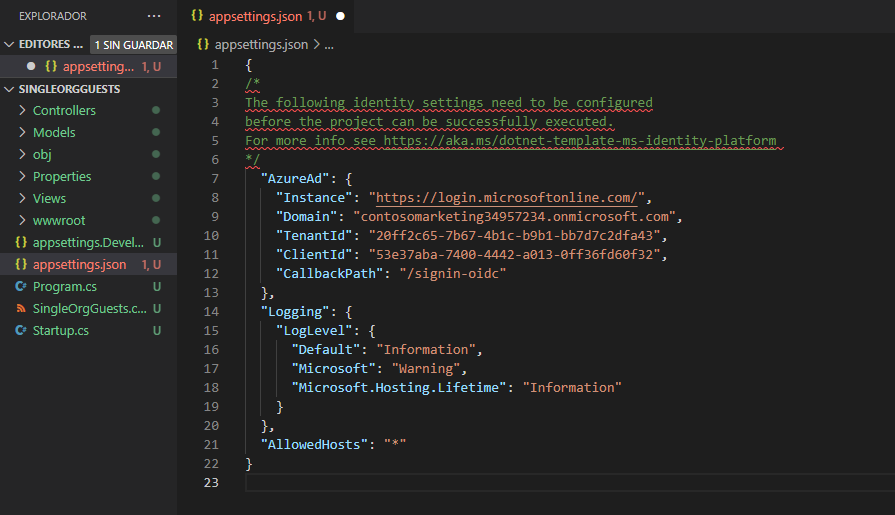 EXPLORADOR ...
EDITORES ... 1 SIN GUARDAR
{} appsetting... 1, U
SINGLEORGGUESTS
Controllers
Models
obj
Properties
Views
wwwroot
{} appsettings.Devel... U
{} appsettings.json 1, U
C# Program.cs U
SingleOrgGuests.c... U
C# Startup.cs U
{} appsettings.json 1, U
{} appsettings.json > ...
1 {
2 /*
3 The following identity settings need to be configured
4 before the project can be successfully executed.
5 For more info see https://aka.ms/dotnet-template-ms-identity-platform
6 */
7 "AzureAd": {
8 "Instance": "https://login.microsoftonline.com/",
9 "Domain": "contosomarketing34957234.onmicrosoft.com",
10 "TenantId": "20ff2c65-7b67-4b1c-b9b1-bb7d7c2dfa43",
11 "ClientId": "53e37aba-7400-4442-a013-0ff36fd60f32",
12 "CallbackPath": "/signin-oidc"
13 },
14 "Logging": {
15 "LogLevel": {
16 "Default": "Information",
17 "Microsoft": "Warning",
18 "Microsoft.Hosting.Lifetime": "Information"
19 }
20 },
21 "AllowedHosts": "*"
22 }
23